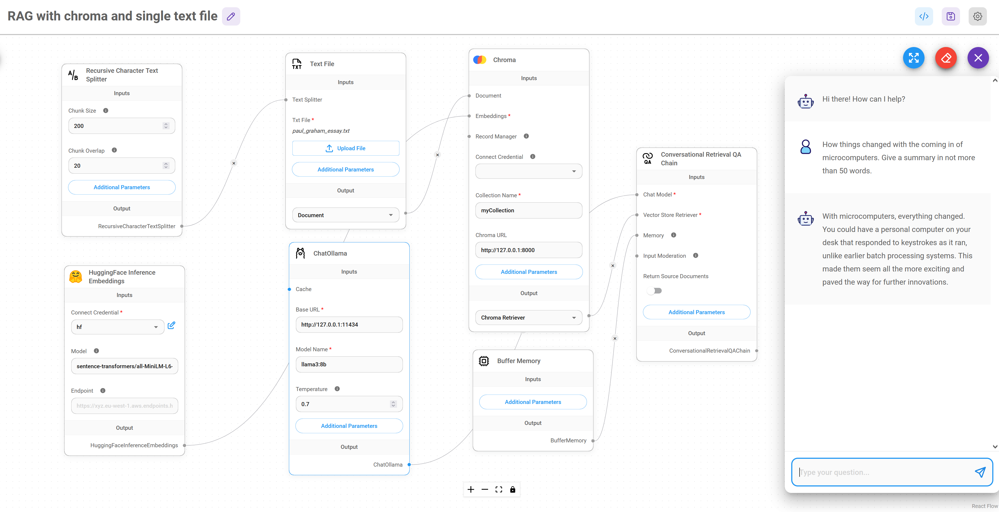 RAG with chroma and single text file
A/B
Recursive Character Text
Splitter
Inputs
Chunk Size
200
Chunk Overlap
20
Additional Parameters
Output
RecursiveCharacterTextSplitter
HuggingFace Inference
Embeddings
Inputs
Connect Credential *
hf
Model
sentence-transformers/all-MiniLM-L6-
Endpoint
https://xyz.eu-west-1.aws.endpoints.h
Output
HuggingFaceInferenceEmbeddings
TXT
Text File
Inputs
Text Splitter
Txt File *
paul_graham_essay.txt
Upload File
Additional Parameters
Output
Document
ChatOllama
Inputs
Cache
Base URL *
http://127.0.0.1:11434
Model Name *
llama3:8b
Temperature
0.7
Additional Parameters
Output
ChatOllama
Chroma
Inputs
Document
Embeddings *
Record Manager
Connect Credential
Collection Name *
myCollection
Chroma URL
http://127.0.0.1:8000
Additional Parameters
Output
Chroma Retriever
Buffer Memory
Inputs
Additional Parameters
Output
BufferMemory
QA
Conversational Retrieval QA
Chain
Inputs
Chat Model *
Vector Store Retriever *
Memory
Input Moderation
Return Source Documents
Additional Parameters
Output
ConversationalRetrievalQAChain
Hi there! How can I help?
How things changed with the coming in of
microcomputers. Give a summary in not more
than 50 words.
With microcomputers, everything changed.
You could have a personal computer on your
desk that responded to keystrokes as it ran,
unlike earlier batch processing systems. This
made them seem all the more exciting and
paved the way for further innovations.
Type your question...
React Flow